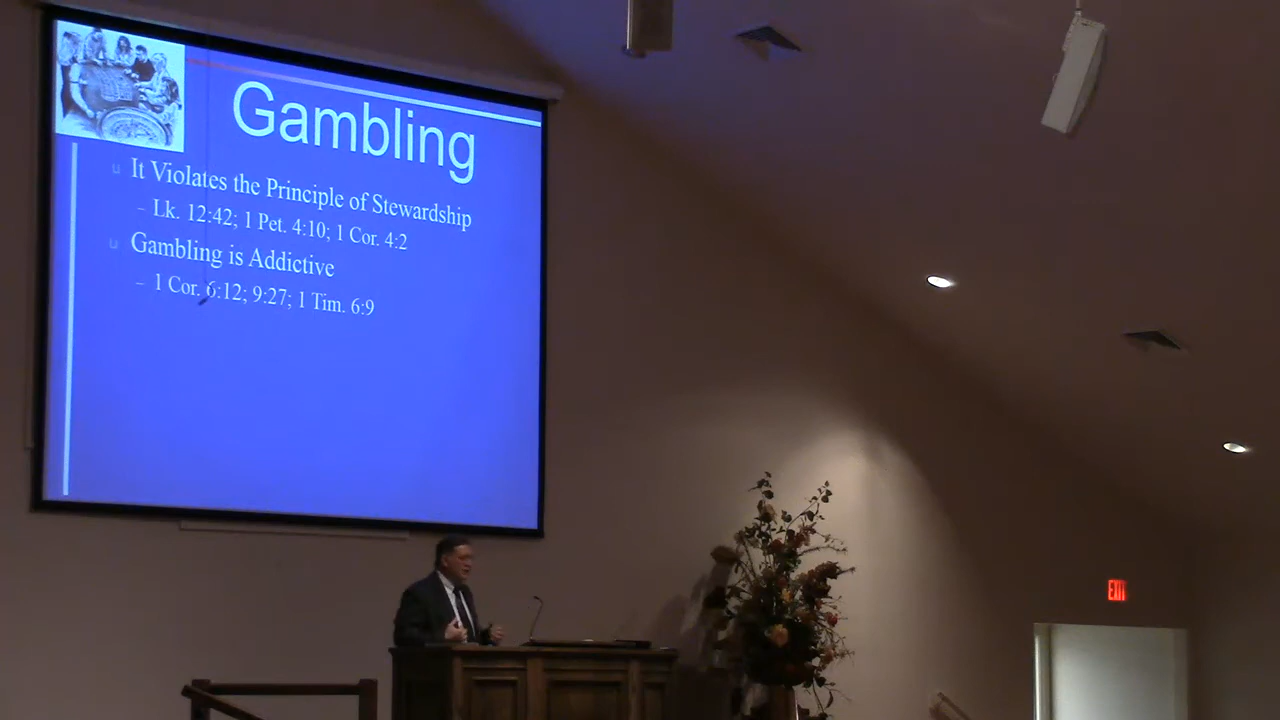 Gambling
It Violates the Principle of Stewardship
– Lk. 12:42; 1 Pet. 4:10; 1 Cor. 4:2
Gambling is Addictive
– 1 Cor. 6:12; 9:27; 1 Tim. 6:9
EXIT